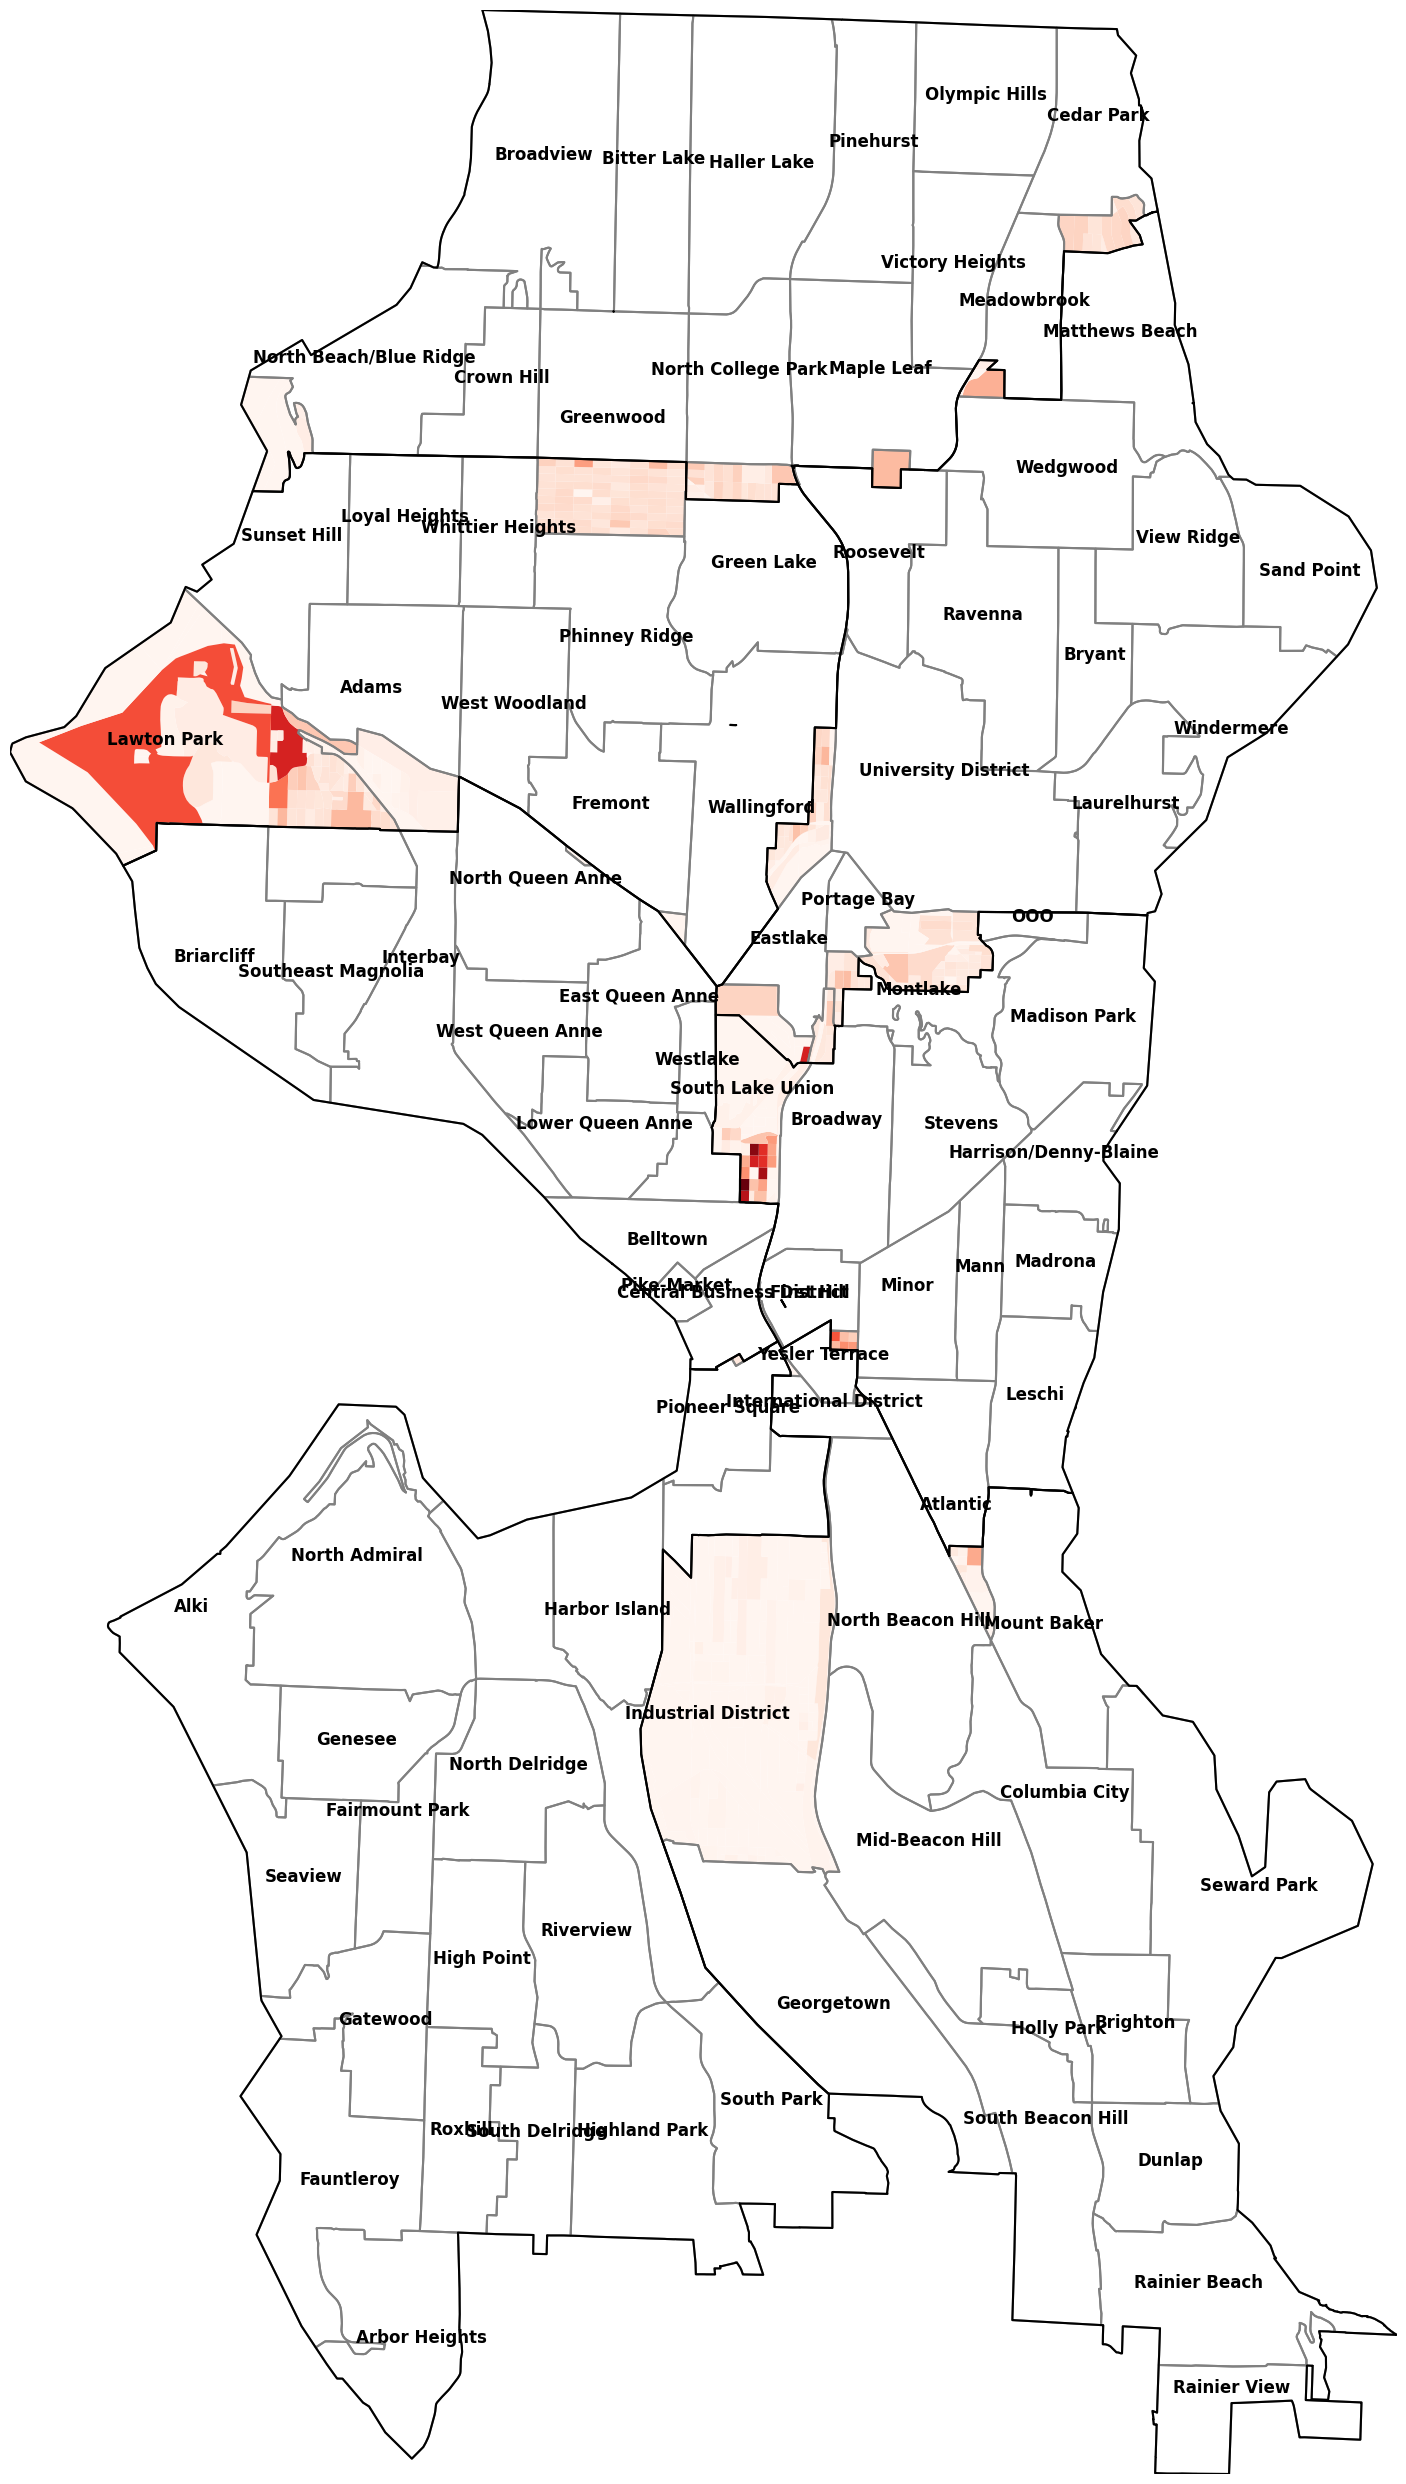 Olympic Hills
Cedar Park
Pinehurst
Broadview
Bitter Lake
Haller Lake
Victory Heights
Meadowbrook
Matthews Beach
North Beach/Blue Ridge
Crown Hill
North College Park
Maple Leaf
Greenwood
Wedgwood
Loyal Heights
Whittier Heights
Sunset Hill
View Ridge
Roosevelt
Green Lake
Sand Point
Ravenna
Phinney Ridge
Bryant
Adams
West Woodland
Windermere
Lawton Park
University District
Fremont
Wallingford
Laurelhurst
North Queen Anne
Portage Bay
OOO
Eastlake
Briarcliff
Interbay
Southeast Magnolia
Montlake
East Queen Anne
Madison Park
West Queen Anne
Westlake
South Lake Union
Broadway
Stevens
Lower Queen Anne
Harrison/Denny-Blaine
Belltown
Madrona
Mann
Minor
Pike-Market
Central Business District
First Hill
Yesler Terrace
Leschi
International District
Pioneer Square
Atlantic
North Admiral
Alki
Harbor Island
North Beacon Hill
Mount Baker
Industrial District
Genesee
North Delridge
Columbia City
Fairmount Park
Mid-Beacon Hill
Seaview
Seward Park
Riverview
High Point
Georgetown
Gatewood
Brighton
Holly Park
South Park
South Beacon Hill
Roxhill
South Delridge
Highland Park
Dunlap
Fauntleroy
Rainier Beach
Arbor Heights
Rainier View